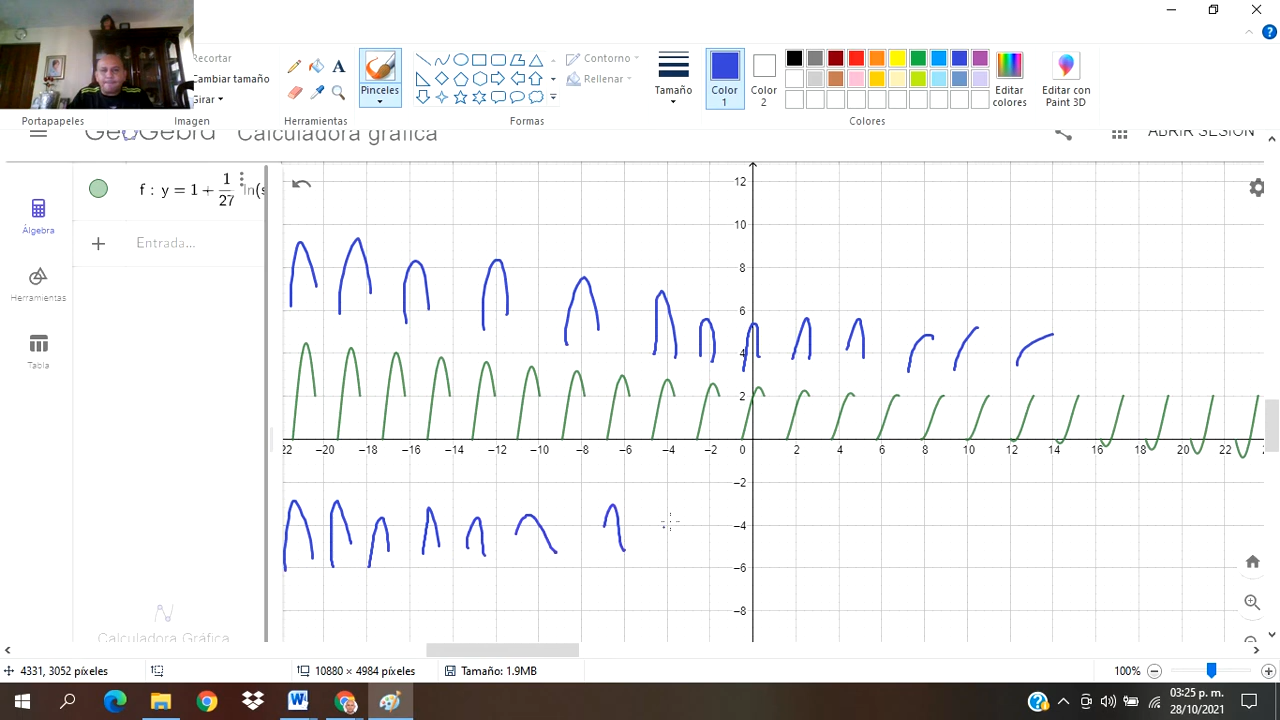 Recortar
Cambiar tamaño
Girar
Portapapeles
Imagen
Herramientas
Pinceles
Formas
Contorno
Rellenar
Tamaño
Color 1
Color 2
Editar colores
Editar con Paint 3D
Colores
GeoGebra Calculadora gráfica
ABRIR SESIÓN
f : y = 1 + 1/27 ln(s
Entrada...
Álgebra
Herramientas
Tabla
Calculadora Gráfica
12
10
8
6
4
2
0
−2
−4
−6
−8
22 −20 −18 −16 −14 −12 −10 −8 −6 −4 −2 0 2 4 6 8 10 12 14 16 18 20 22
4331, 3052 píxeles
10880 × 4984 píxeles
Tamaño: 1.9MB
100%
03:25 p. m.
28/10/2021